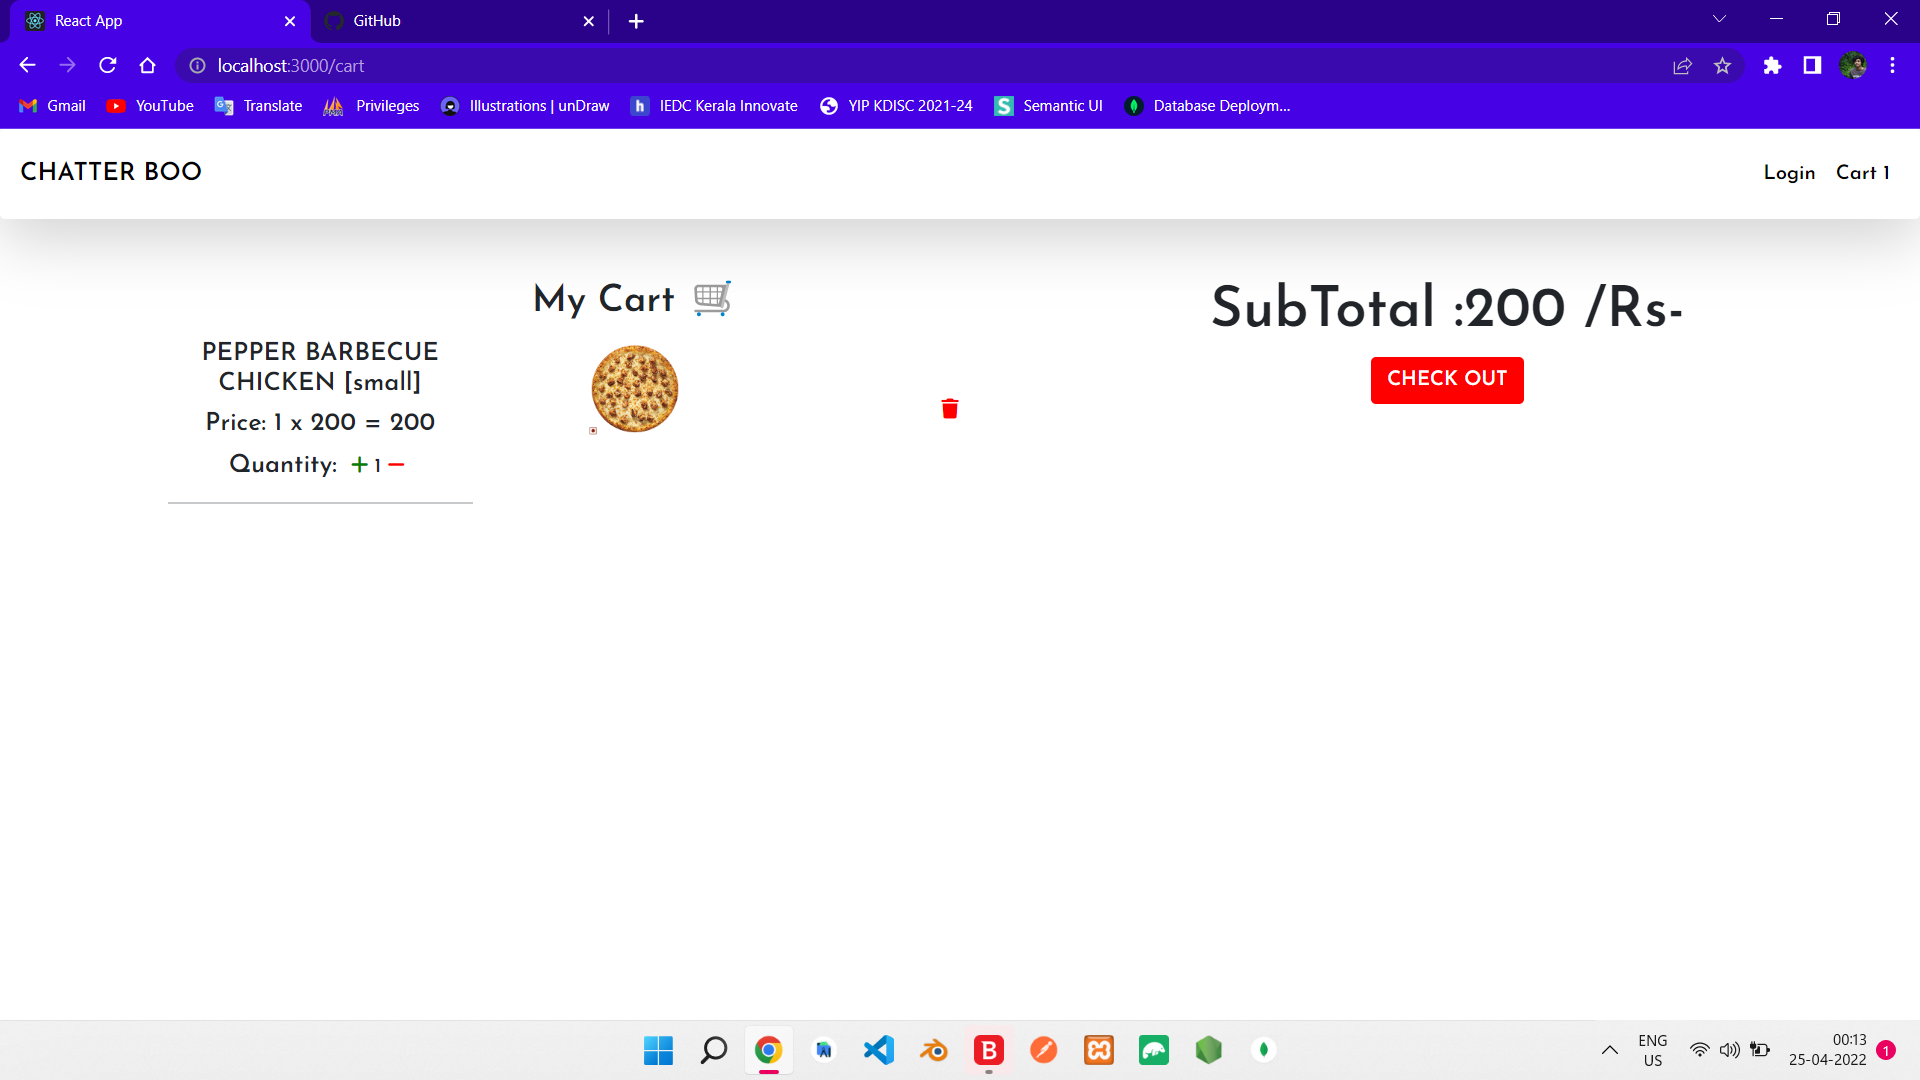 React App
GitHub
localhost:3000/cart
Gmail
YouTube
Translate
Privileges
Illustrations | unDraw
IEDC Kerala Innovate
YIP KDISC 2021-24
Semantic UI
Database Deploym...
CHATTER BOO
Login
Cart 1
My Cart
SubTotal :200 /Rs-
PEPPER BARBECUE
CHICKEN [small]
CHECK OUT
Price: 1 x 200 = 200
Quantity: + 1 −
ENG
US
00:13
25-04-2022
1